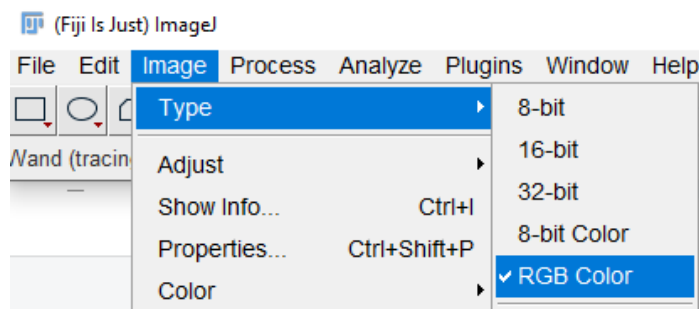 (Fiji Is Just) ImageJ
File Edit Image Process Analyze Plugins Window Help
Type
8-bit
16-bit
Adjust
32-bit
Show Info... Ctrl+I
8-bit Color
Properties... Ctrl+Shift+P
RGB Color
Color
Wand (tracin